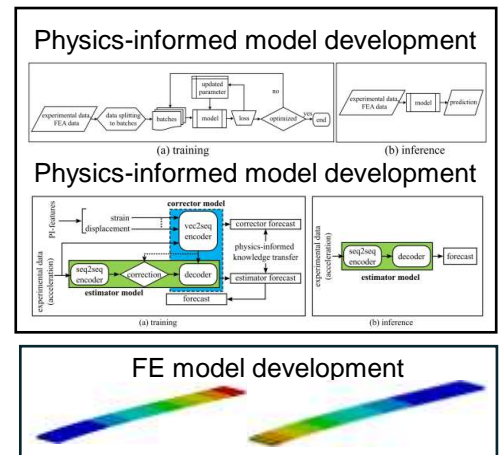 Physics-informed model development
experimental data
FEA data
data splitting
to batches
batches
updated
parameter
model
loss
no
optimized
yes
end
(a) training
experimental data
FEA data
model
prediction
(b) inference
Physics-informed model development
PI-features
strain
displacement
corrector model
vec2seq
encoder
corrector forecast
physics-informed
knowledge transfer
experimental data
(acceleration)
seq2seq
encoder
correction
decoder
estimator forecast
estimator model
forecast
(a) training
experimental data
(acceleration)
seq2seq
encoder
decoder
forecast
estimator model
(b) inference
FE model development